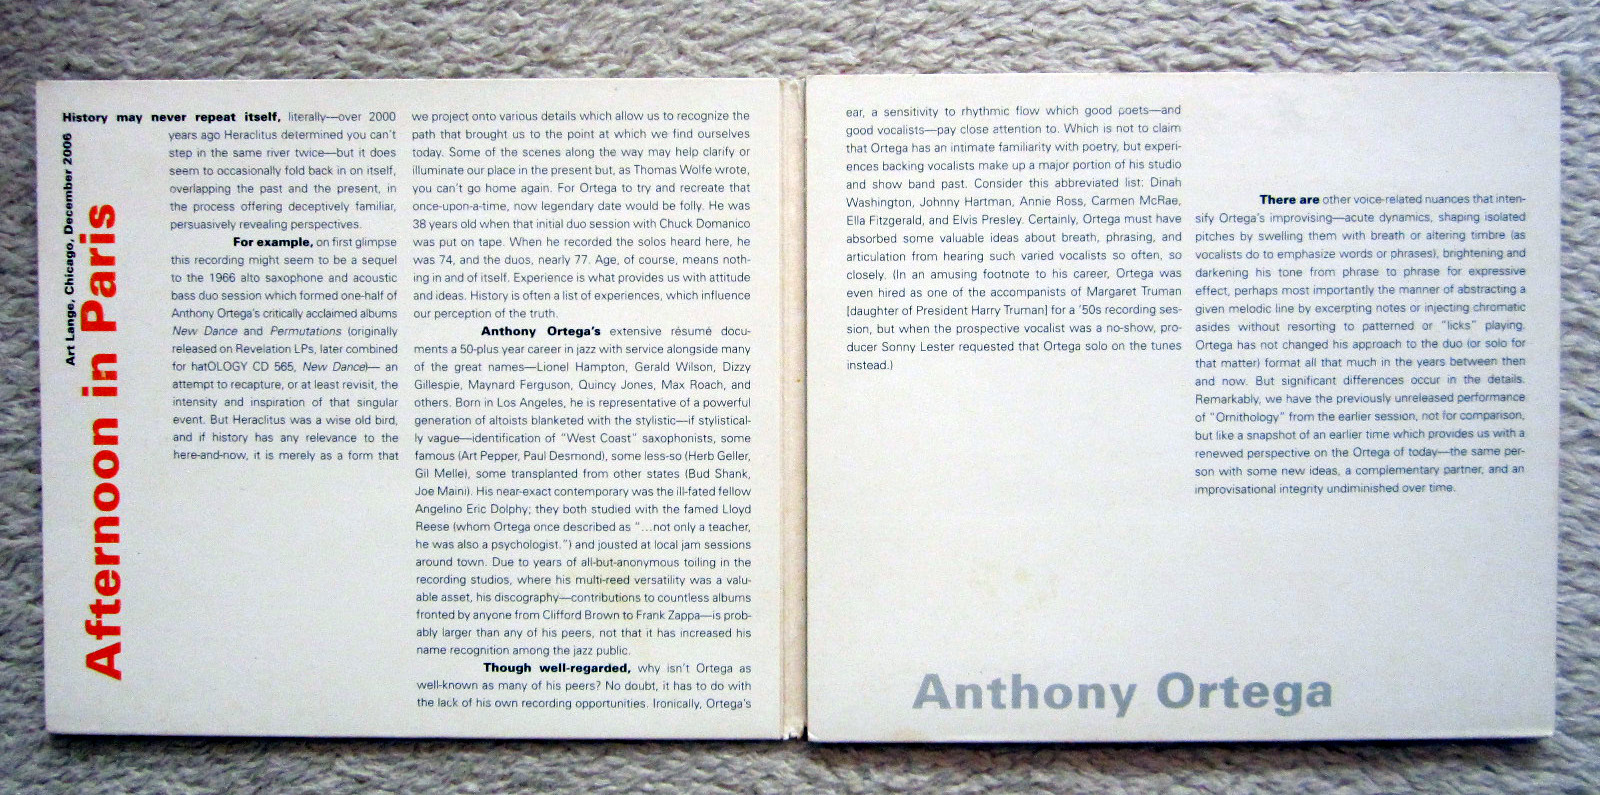 Afternoon in Paris
Art Lange, Chicago, December 2006
History may never repeat itself, literally—over 2000
years ago Heraclitus determined you can't
step in the same river twice—but it does
seem to occasionally fold back in on itself,
overlapping the past and the present, in
the process offering deceptively familiar,
persuasively revealing perspectives.
For example, on first glimpse
this recording might seem to be a sequel
to the 1966 alto saxophone and acoustic
bass duo session which formed one-half of
Anthony Ortega's critically acclaimed albums
New Dance and Permutations (originally
released on Revelation LPs, later combined
for hatOLOGY CD 565, New Dance)— an
attempt to recapture, or at least revisit, the
intensity and inspiration of that singular
event. But Heraclitus was a wise old bird,
and if history has any relevance to the
here-and-now, it is merely as a form that
we project onto various details which allow us to recognize the
path that brought us to the point at which we find ourselves
today. Some of the scenes along the way may help clarify or
illuminate our place in the present but, as Thomas Wolfe wrote,
you can't go home again. For Ortega to try and recreate that
once-upon-a-time, now legendary date would be folly. He was
38 years old when that initial duo session with Chuck Domanico
was put on tape. When he recorded the solos heard here, he
was 74, and the duos, nearly 77. Age, of course, means noth-
ing in and of itself. Experience is what provides us with attitude
and ideas. History is often a list of experiences, which influence
our perception of the truth.
Anthony Ortega's extensive résumé docu-
ments a 50-plus year career in jazz with service alongside many
of the great names—Lionel Hampton, Gerald Wilson, Dizzy
Gillespie, Maynard Ferguson, Quincy Jones, Max Roach, and
others. Born in Los Angeles, he is representative of a powerful
generation of altoists blanketed with the stylistic—if stylistical-
ly vague—identification of "West Coast" saxophonists, some
famous (Art Pepper, Paul Desmond), some less-so (Herb Geller,
Gil Melle), some transplanted from other states (Bud Shank,
Joe Maini). His near-exact contemporary was the ill-fated fellow
Angelino Eric Dolphy; they both studied with the famed Lloyd
Reese (whom Ortega once described as "...not only a teacher,
he was also a psychologist.") and jousted at local jam sessions
around town. Due to years of all-but-anonymous toiling in the
recording studios, where his multi-reed versatility was a valu-
able asset, his discography—contributions to countless albums
fronted by anyone from Clifford Brown to Frank Zappa—is prob-
ably larger than any of his peers, not that it has increased his
name recognition among the jazz public.
Though well-regarded, why isn't Ortega as
well-known as many of his peers? No doubt, it has to do with
the lack of his own recording opportunities. Ironically, Ortega's
ear, a sensitivity to rhythmic flow which good poets—and
good vocalists—pay close attention to. Which is not to claim
that Ortega has an intimate familiarity with poetry, but experi-
ences backing vocalists make up a major portion of his studio
and show band past. Consider this abbreviated list: Dinah
Washington, Johnny Hartman, Annie Ross, Carmen McRae,
Ella Fitzgerald, and Elvis Presley. Certainly, Ortega must have
absorbed some valuable ideas about breath, phrasing, and
articulation from hearing such varied vocalists so often, so
closely. (In an amusing footnote to his career, Ortega was
even hired as one of the accompanists of Margaret Truman
[daughter of President Harry Truman] for a '50s recording ses-
sion, but when the prospective vocalist was a no-show, pro-
ducer Sonny Lester requested that Ortega solo on the tunes
instead.)
There are other voice-related nuances that inten-
sify Ortega's improvising—acute dynamics, shaping isolated
pitches by swelling them with breath or altering timbre (as
vocalists do to emphasize words or phrases), brightening and
darkening his tone from phrase to phrase for expressive
effect, perhaps most importantly the manner of abstracting a
given melodic line by excerpting notes or injecting chromatic
asides without resorting to patterned or "licks" playing.
Ortega has not changed his approach to the duo (or solo for
that matter) format all that much in the years between then
and now. But significant differences occur in the details.
Remarkably, we have the previously unreleased performance
of "Ornithology" from the earlier session, not for comparison,
but like a snapshot of an earlier time which provides us with a
renewed perspective on the Ortega of today—the same per-
son with some new ideas, a complementary partner, and an
improvisational integrity undiminished over time.
Anthony Ortega